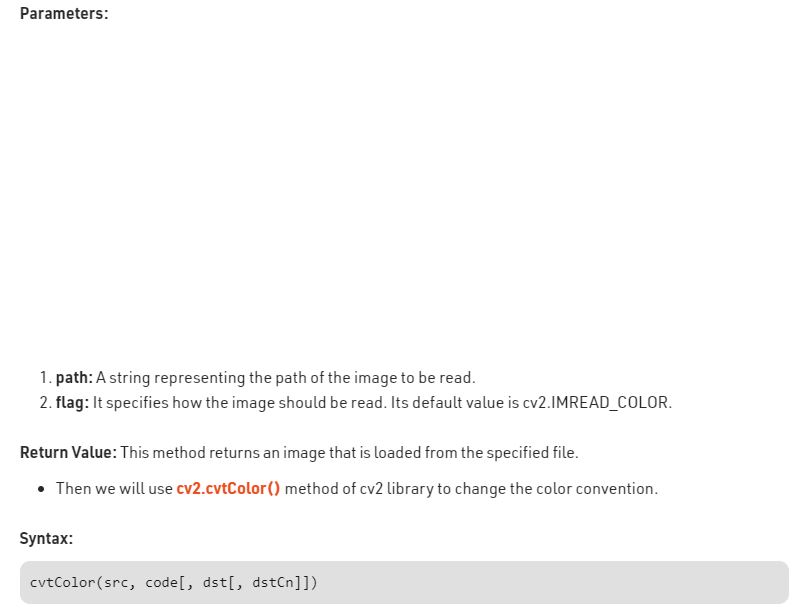 Parameters:
1. path: A string representing the path of the image to be read.
2. flag: It specifies how the image should be read. Its default value is cv2.IMREAD_COLOR.
Return Value: This method returns an image that is loaded from the specified file.
• Then we will use cv2.cvtColor() method of cv2 library to change the color convention.
Syntax:
cvtColor(src, code[, dst[, dstCn]])